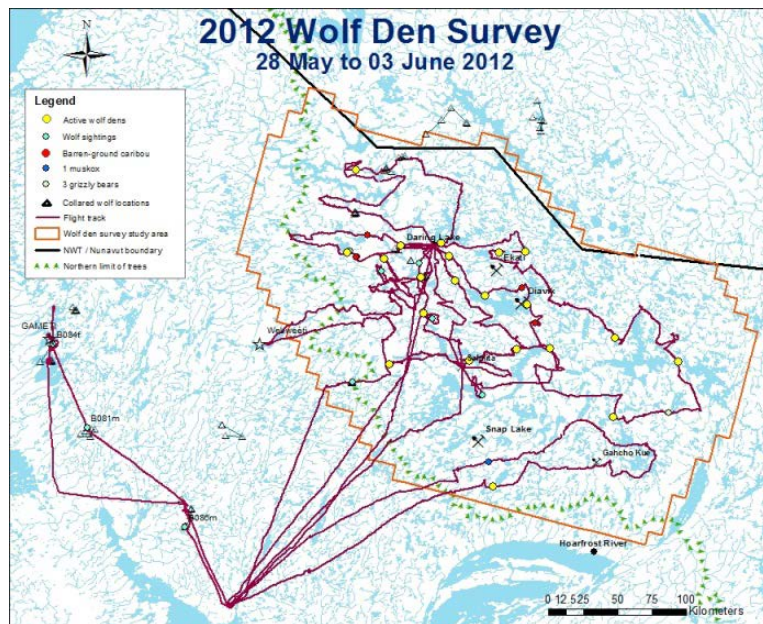 2012 Wolf Den Survey
28 May to 03 June 2012
Legend
Active wolf dens
Wolf sightings
Barren-ground caribou
1 muskox
3 grizzly bears
Collared wolf locations
Flight track
Wolf den survey study area
NWT / Nunavut boundary
Northern limit of trees
Daring Lake
Ekati
Diavik
GAMETI
B084f
Wekweeti
B081m
Snap Lake
Gahcho Kue
Hoarfrost River
0 12.525 50 75 100
Kilometers